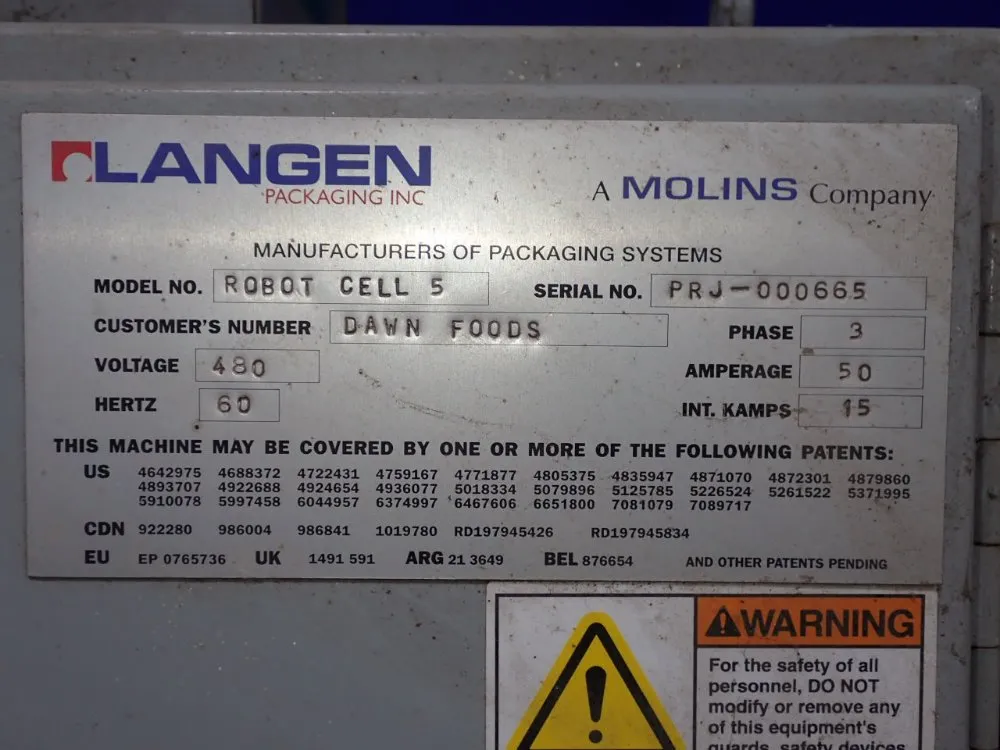 LANGEN
PACKAGING INC
A MOLINS Company
MANUFACTURERS OF PACKAGING SYSTEMS
MODEL NO. ROBOT CELL 5 SERIAL NO. PRJ-000665
CUSTOMER'S NUMBER DAWN FOODS PHASE 3
VOLTAGE 480 AMPERAGE 50
HERTZ 60 INT. KAMPS 15
THIS MACHINE MAY BE COVERED BY ONE OR MORE OF THE FOLLOWING PATENTS:
US 4642975 4688372 4722431 4759167 4771877 4805375 4835947 4871070 4872301 4879860
4893707 4922688 4924654 4936077 5018334 5079896 5125785 5226524 5261522 5371995
5910078 5997458 6044957 6374997 6467606 6651800 7081079 7089717
CDN 922280 986004 986841 1019780 RD197945426 RD197945834
EU EP 0765736 UK 1491 591 ARG 21 3649 BEL 876654 AND OTHER PATENTS PENDING
WARNING
For the safety of all
personnel, DO NOT
modify or remove any
of this equipment's
guards, safety devices